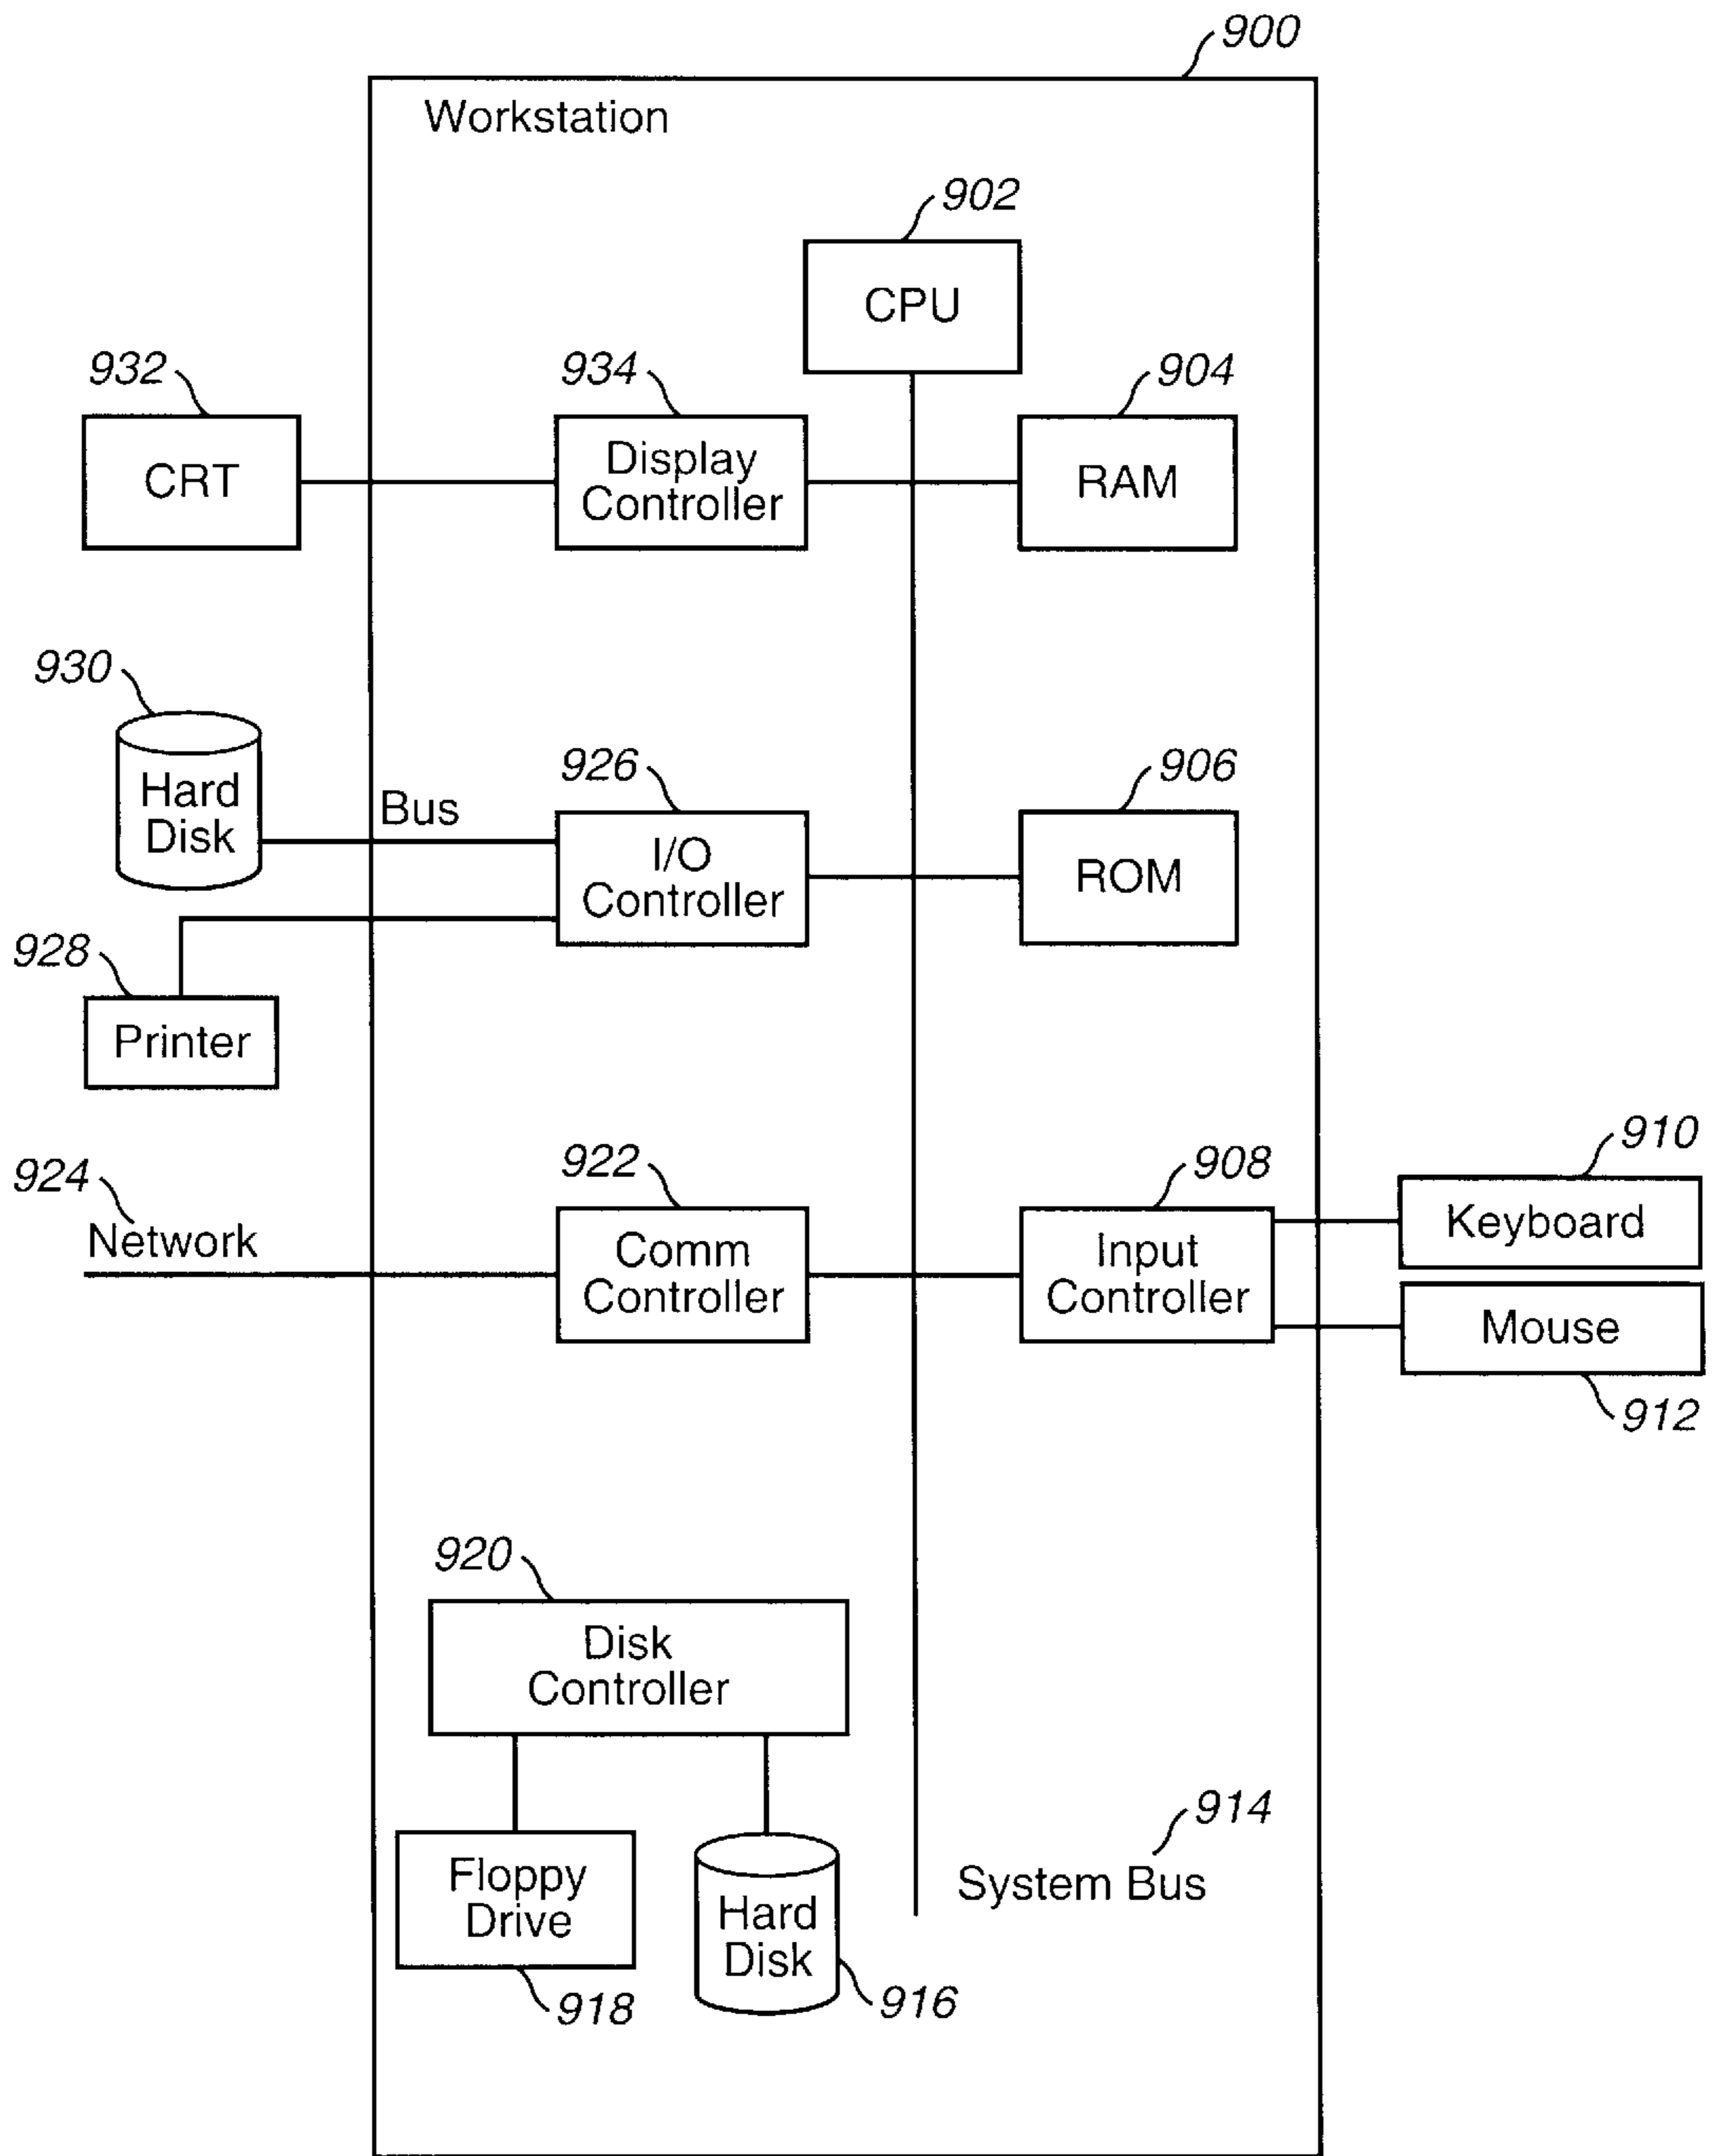 900
Workstation
902
CPU
932
934
904
CRT
Display
Controller
RAM
930
926
906
Hard
Disk
Bus
I/O
Controller
ROM
928
Printer
924
922
908
910
Network
Comm
Controller
Input
Controller
Keyboard
Mouse
912
920
Disk
Controller
914
Floppy
Drive
Hard
Disk
System Bus
918
916